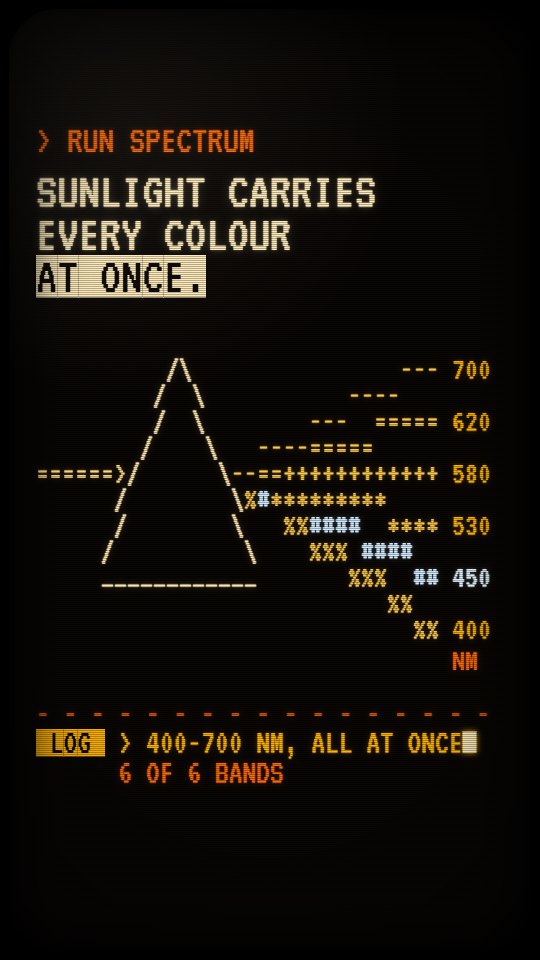 > RUN SPECTRUM
SUNLIGHT CARRIES
EVERY COLOUR
AT ONCE.
700
620
580
530
450
400
NM
LOG > 400-700 NM, ALL AT ONCE
6 OF 6 BANDS